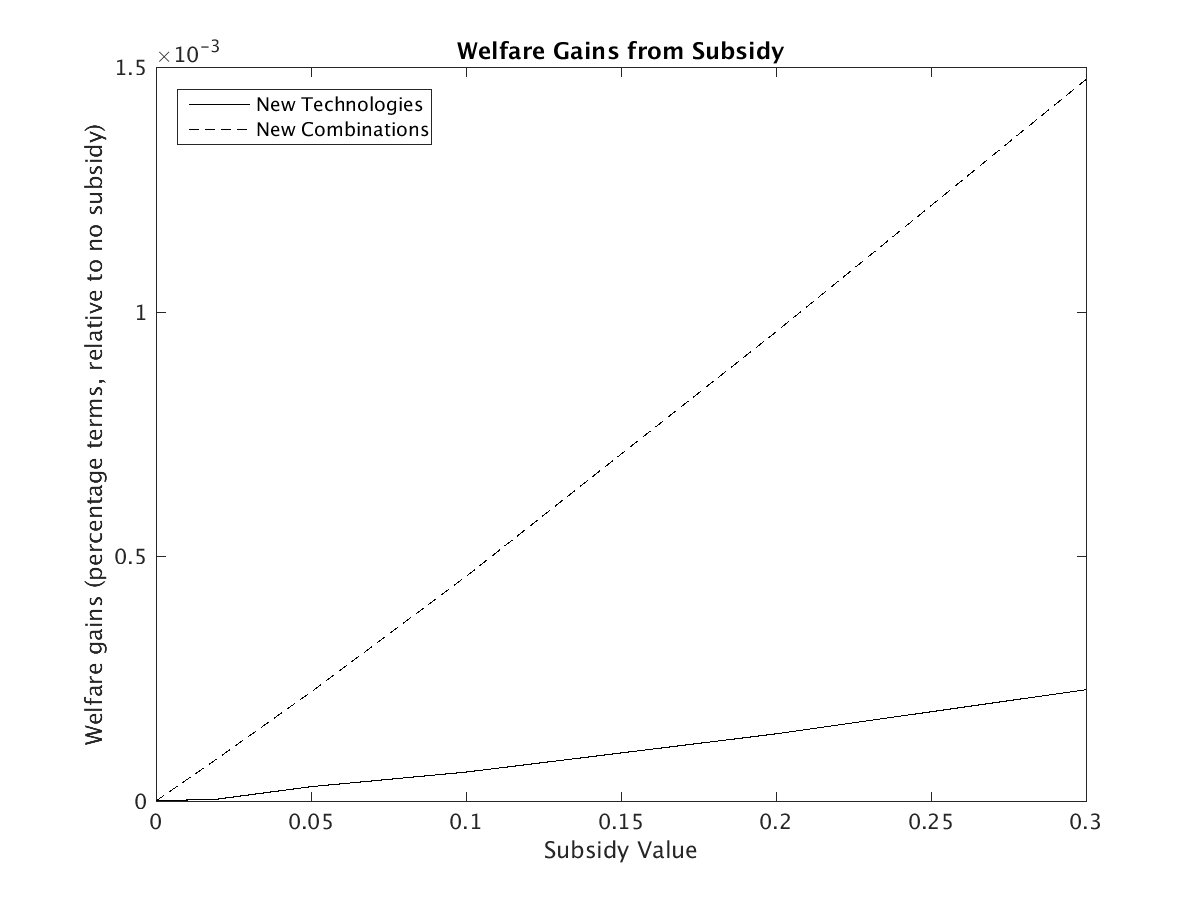 Welfare Gains from Subsidy
×10⁻³
1.5
1
0.5
0
Welfare gains (percentage terms, relative to no subsidy)
New Technologies
New Combinations
0 0.05 0.1 0.15 0.2 0.25 0.3
Subsidy Value